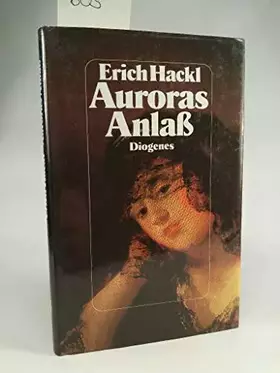 Erich Hackl
Auroras
Anlaß
Diogenes